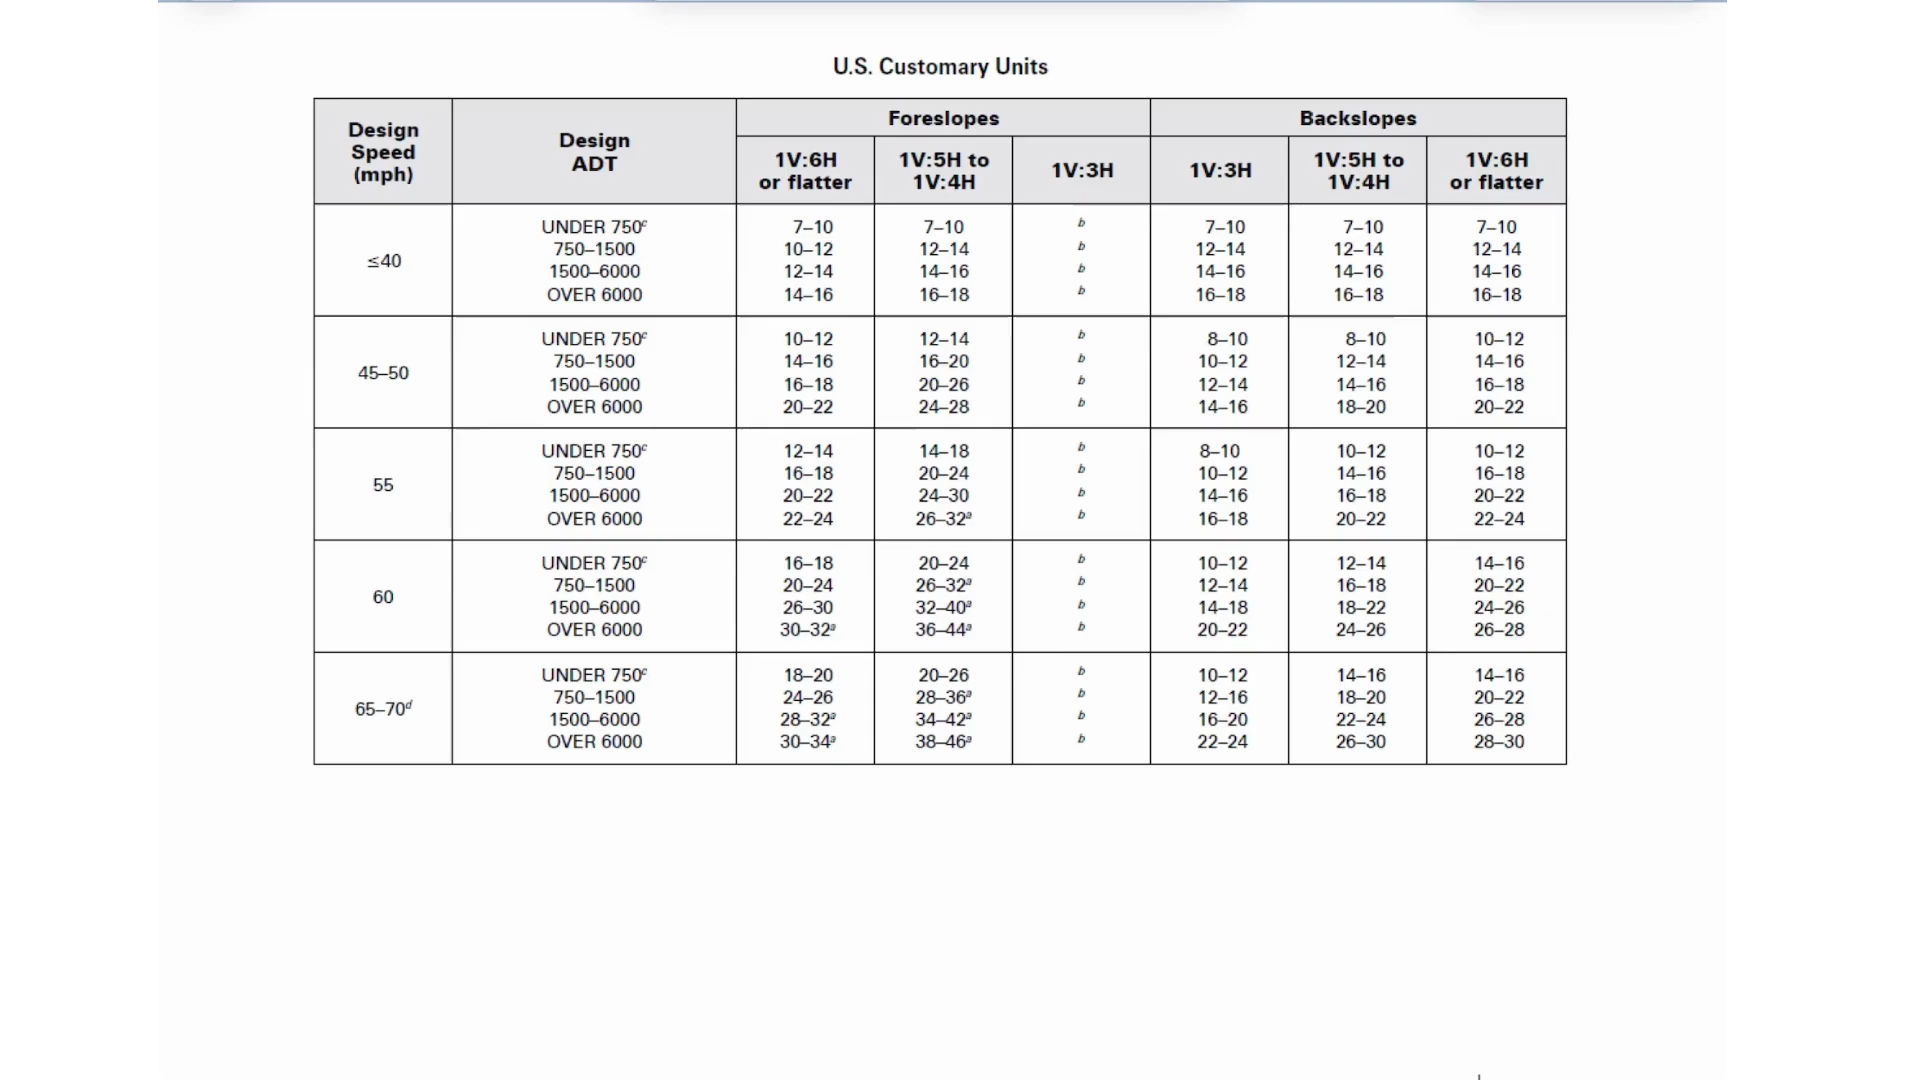 U.S. Customary Units
Design Speed (mph) | Design ADT | Foreslopes | Backslopes
1V:6H or flatter | 1V:5H to 1V:4H | 1V:3H | 1V:3H | 1V:5H to 1V:4H | 1V:6H or flatter
≤40
UNDER 750c 7–10 7–10 b 7–10 7–10 7–10
750–1500 10–12 12–14 b 12–14 12–14 12–14
1500–6000 12–14 14–16 b 14–16 14–16 14–16
OVER 6000 14–16 16–18 b 16–18 16–18 16–18
45–50
UNDER 750c 10–12 12–14 b 8–10 8–10 10–12
750–1500 14–16 16–20 b 10–12 12–14 14–16
1500–6000 16–18 20–26 b 12–14 14–16 16–18
OVER 6000 20–22 24–28 b 14–16 18–20 20–22
55
UNDER 750c 12–14 14–18 b 8–10 10–12 10–12
750–1500 16–18 20–24 b 10–12 14–16 16–18
1500–6000 20–22 24–30 b 14–16 16–18 20–22
OVER 6000 22–24 26–32a b 16–18 20–22 22–24
60
UNDER 750c 16–18 20–24 b 10–12 12–14 14–16
750–1500 20–24 26–32a b 12–14 16–18 20–22
1500–6000 26–30 32–40a b 14–18 18–22 24–26
OVER 6000 30–32a 36–44a b 20–22 24–26 26–28
65–70d
UNDER 750c 18–20 20–26 b 10–12 14–16 14–16
750–1500 24–26 28–36a b 12–16 18–20 20–22
1500–6000 28–32a 34–42a b 16–20 22–24 26–28
OVER 6000 30–34a 38–46a b 22–24 26–30 28–30